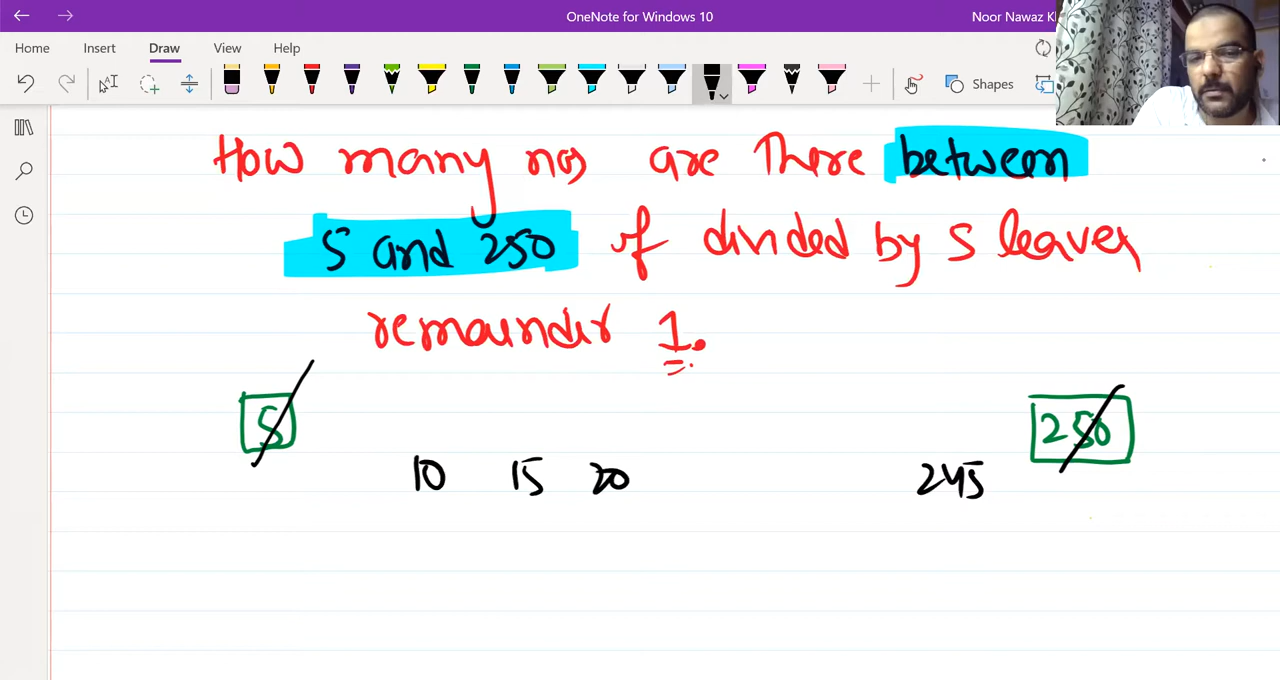 OneNote for Windows 10
Noor Nawaz Kh
Home Insert Draw View Help
Shapes
How many nos are there between
5 and 250 if divided by 5 leaves
remainder 1.
5 250
10 15 20 245